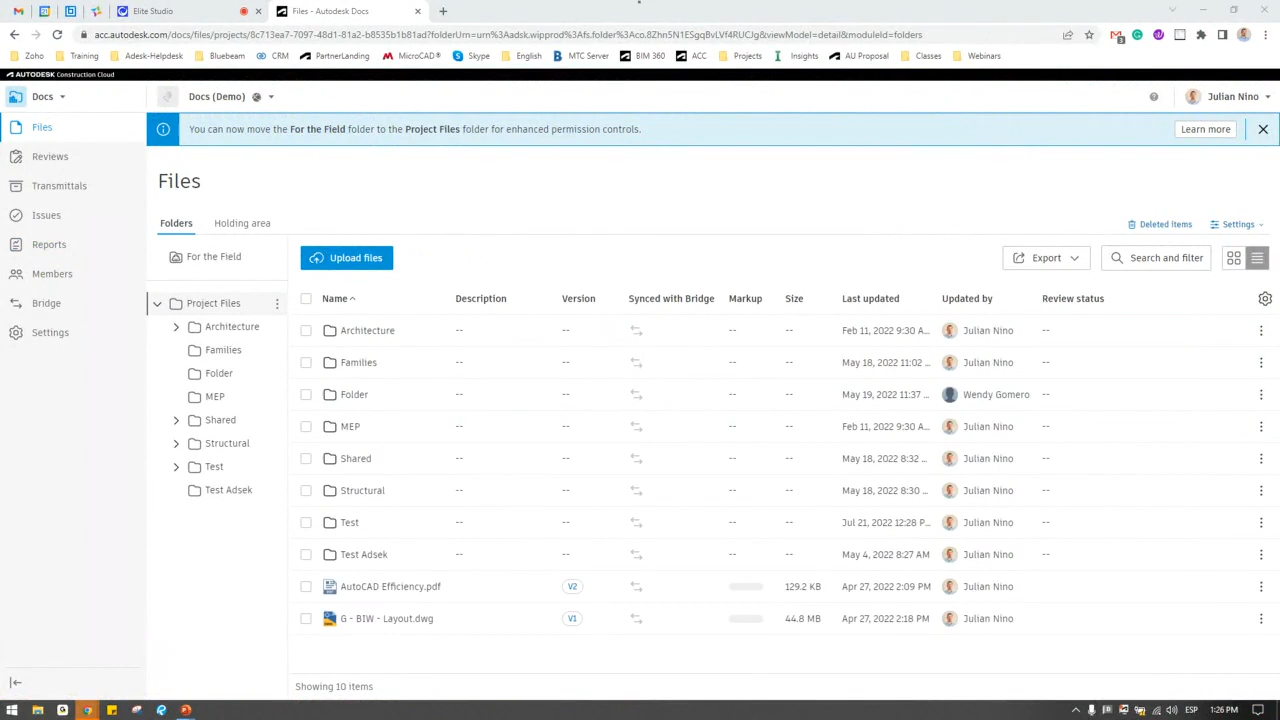 Elite Studio
Files - Autodesk Docs
acc.autodesk.com/docs/files/projects/8c713ea7-7097-48d1-81a2-b8535b1b81ad?folderUrn=urn%3Aadsk.wipprod%3Afs.folder%3Aco.8Zhn5N1ESgqBvLVf4RUCJg&viewModel=detail&moduleId=folders
3
Zoho Training Adesk-Helpdesk Bluebeam CRM PartnerLanding MicroCAD® Skype English MTC Server BIM 360 ACC Projects Insights AU Proposal Classes Webinars
AUTODESK Construction Cloud
Docs
Docs (Demo)
Julian Nino
You can now move the For the Field folder to the Project Files folder for enhanced permission controls.
Learn more
Files
Reviews
Transmittals
Issues
Reports
Members
Bridge
Settings
Files
Folders Holding area
Deleted items Settings
For the Field
Project Files
Architecture
Families
Folder
MEP
Shared
Structural
Test
Test Adsek
Upload files
Export
Search and filter
Name Description Version Synced with Bridge Markup Size Last updated Updated by Review status
Architecture -- -- -- -- Feb 11, 2022 9:30 A... Julian Nino --
Families -- -- -- -- May 18, 2022 11:02 ... Julian Nino --
Folder -- -- -- -- May 19, 2022 11:37 ... Wendy Gomero --
MEP -- -- -- -- Feb 11, 2022 9:30 A... Julian Nino --
Shared -- -- -- -- May 18, 2022 8:32 ... Julian Nino --
Structural -- -- -- -- May 18, 2022 8:30 ... Julian Nino --
Test -- -- -- -- Jul 21, 2022 12:28 P... Julian Nino --
Test Adsek -- -- -- -- May 4, 2022 8:27 AM Julian Nino --
AutoCAD Efficiency.pdf V2 129.2 KB Apr 27, 2022 2:09 PM Julian Nino
G - BIW - Layout.dwg V1 44.8 MB Apr 27, 2022 2:18 PM Julian Nino
Showing 10 items
ESP 1:26 PM